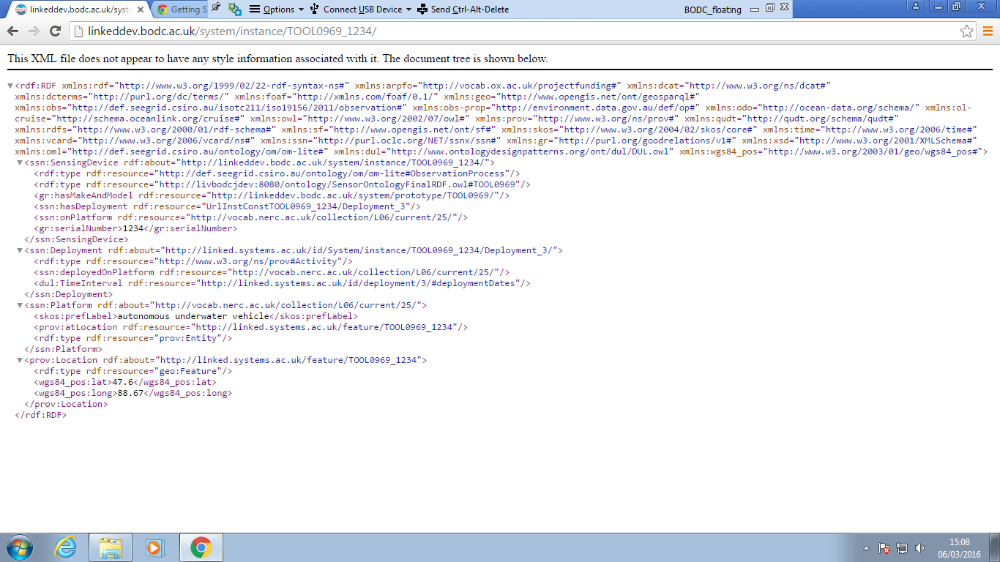 linkeddev.bodc.ac.uk/syst
Getting S
Options
Connect USB Device
Send Ctrl-Alt-Delete
BODC_floating
linkeddev.bodc.ac.uk/system/instance/TOOL0969_1234/
This XML file does not appear to have any style information associated with it. The document tree is shown below.
<rdf:RDF xmlns:rdf="http://www.w3.org/1999/02/22-rdf-syntax-ns#" xmlns:arpfo="http://vocab.ox.ac.uk/projectfunding#" xmlns:dcat="http://www.w3.org/ns/dcat#"
xmlns:dcterms="http://purl.org/dc/terms/" xmlns:foaf="http://xmlns.com/foaf/0.1/" xmlns:geo="http://www.opengis.net/ont/geosparql#"
xmlns:obs="http://def.seegrid.csiro.au/isotc211/iso19156/2011/observation#" xmlns:obs-prop="http://environment.data.gov.au/def/op#" xmlns:odo="http://ocean-data.org/schema/" xmlns:ol-
cruise="http://schema.oceanlink.org/cruise#" xmlns:owl="http://www.w3.org/2002/07/owl#" xmlns:prov="http://www.w3.org/ns/prov#" xmlns:qudt="http://qudt.org/schema/qudt#"
xmlns:rdfs="http://www.w3.org/2000/01/rdf-schema#" xmlns:sf="http://www.opengis.net/ont/sf#" xmlns:skos="http://www.w3.org/2004/02/skos/core#" xmlns:time="http://www.w3.org/2006/time#"
xmlns:vcard="http://www.w3.org/2006/vcard/ns#" xmlns:ssn="http://purl.oclc.org/NET/ssnx/ssn#" xmlns:gr="http://purl.org/goodrelations/v1#" xmlns:xsd="http://www.w3.org/2001/XMLSchema#"
xmlns:oml="http://def.seegrid.csiro.au/ontology/om/om-lite#" xmlns:dul="http://www.ontologydesignpatterns.org/ont/dul/DUL.owl" xmlns:wgs84_pos="http://www.w3.org/2003/01/geo/wgs84_pos#">
<ssn:SensingDevice rdf:about="http://linkeddev.bodc.ac.uk/system/instance/TOOL0969_1234/">
<rdf:type rdf:resource="http://def.seegrid.csiro.au/ontology/om/om-lite#ObservationProcess"/>
<rdf:type rdf:resource="http://livbodcjdev:8080/ontology/SensorOntologyFinalRDF.owl#TOOL0969"/>
<gr:hasMakeAndModel rdf:resource="http://linkeddev.bodc.ac.uk/system/prototype/TOOL0969/"/>
<ssn:hasDeployment rdf:resource="UrlInstConstTOOL0969_1234/Deployment_3"/>
<ssn:onPlatform rdf:resource="http://vocab.nerc.ac.uk/collection/L06/current/25/"/>
<gr:serialNumber>1234</gr:serialNumber>
</ssn:SensingDevice>
<ssn:Deployment rdf:about="http://linked.systems.ac.uk/id/System/instance/TOOL0969_1234/Deployment_3/">
<rdf:type rdf:resource="http://www.w3.org/ns/prov#Activity"/>
<ssn:deployedOnPlatform rdf:resource="http://vocab.nerc.ac.uk/collection/L06/current/25/"/>
<dul:TimeInterval rdf:resource="http://linked.systems.ac.uk/id/deployment/3/#deploymentDates"/>
</ssn:Deployment>
<ssn:Platform rdf:about="http://vocab.nerc.ac.uk/collection/L06/current/25/">
<skos:prefLabel>autonomous underwater vehicle</skos:prefLabel>
<prov:atLocation rdf:resource="http://linked.systems.ac.uk/feature/TOOL0969_1234"/>
<rdf:type rdf:resource="prov:Entity"/>
</ssn:Platform>
<prov:Location rdf:about="http://linked.systems.ac.uk/feature/TOOL0969_1234">
<rdf:type rdf:resource="geo:Feature"/>
<wgs84_pos:lat>47.6</wgs84_pos:lat>
<wgs84_pos:long>88.67</wgs84_pos:long>
</prov:Location>
</rdf:RDF>
15:08
06/03/2016